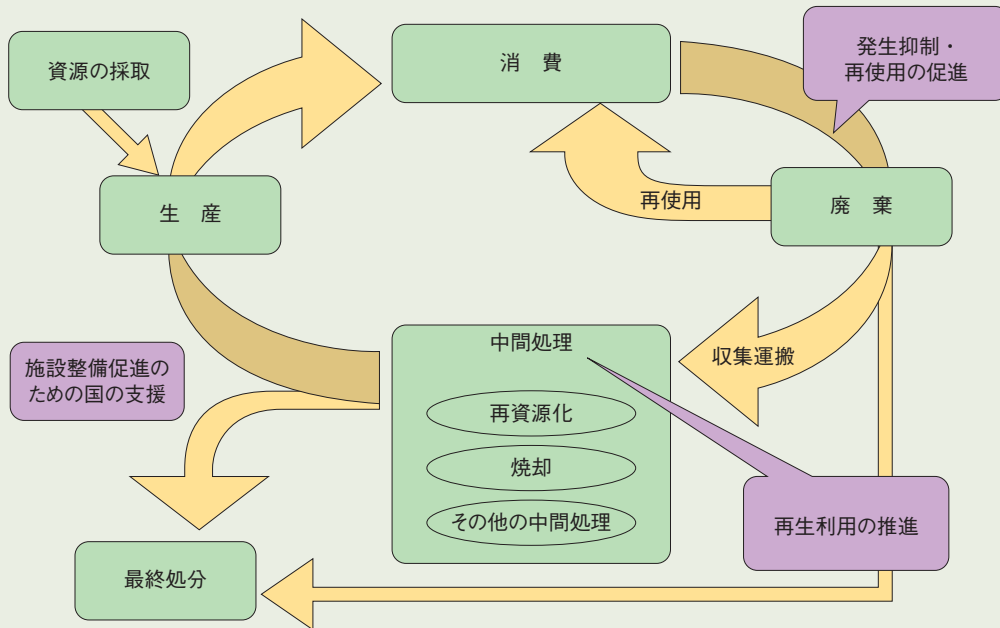 資源の採取
消　費
発生抑制・
再使用の促進
生　産
再使用
廃　棄
中間処理
収集運搬
施設整備促進の
ための国の支援
再資源化
焼却
その他の中間処理
再生利用の推進
最終処分